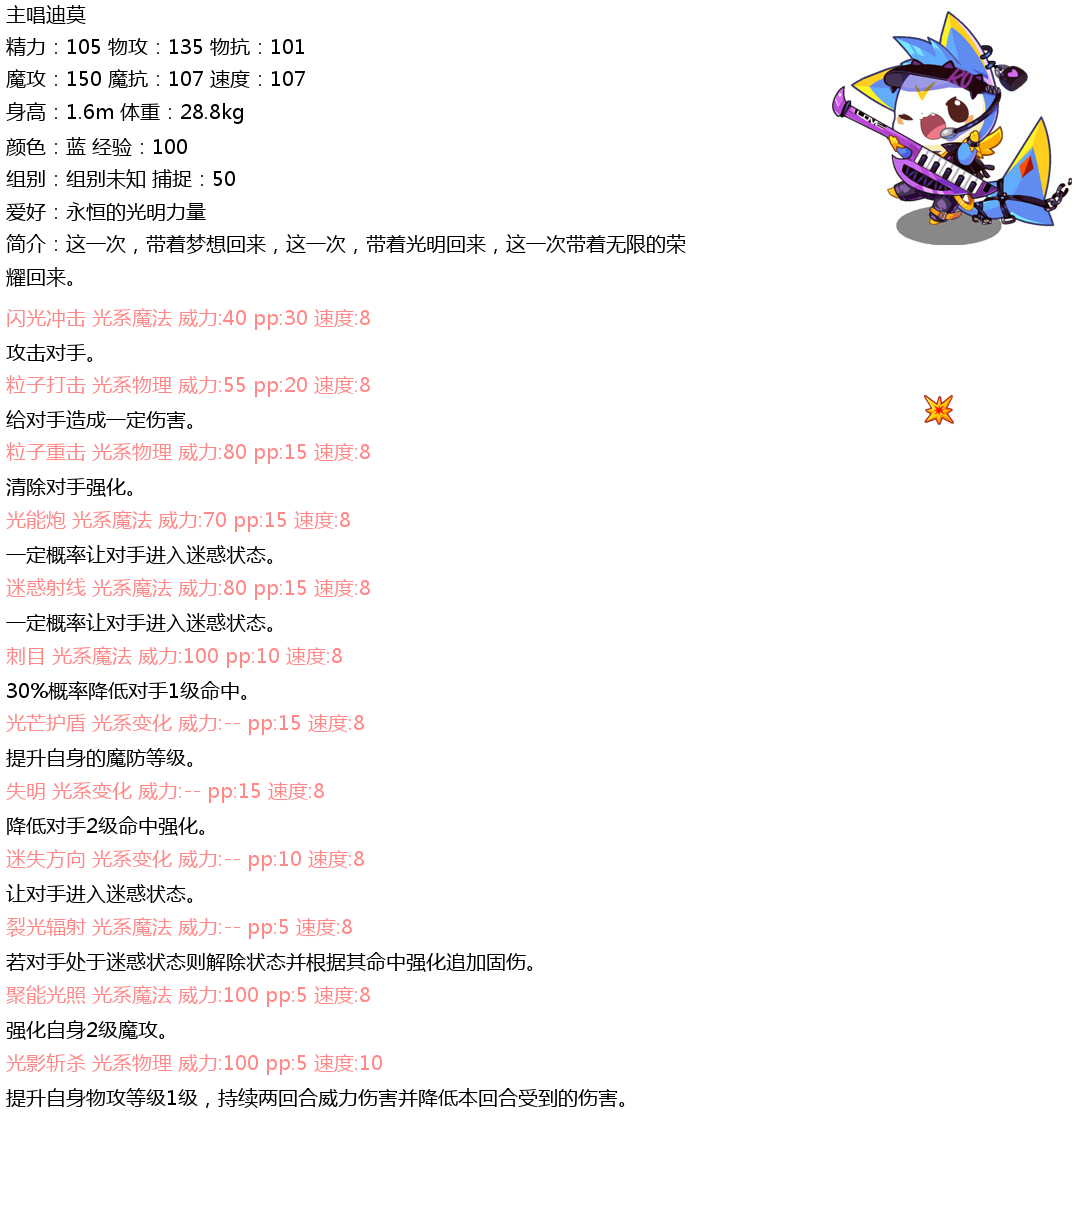 主唱迪莫
精力：105 物攻：135 物抗：101
魔攻：150 魔抗：107 速度：107
身高：1.6m 体重：28.8kg
颜色：蓝 经验：100
组别：组别未知 捕捉：50
爱好：永恒的光明力量
简介：这一次，带着梦想回来，这一次，带着光明回来，这一次带着无限的荣
耀回来。
闪光冲击 光系魔法 威力:40 pp:30 速度:8
攻击对手。
粒子打击 光系物理 威力:55 pp:20 速度:8
给对手造成一定伤害。
粒子重击 光系物理 威力:80 pp:15 速度:8
清除对手强化。
光能炮 光系魔法 威力:70 pp:15 速度:8
一定概率让对手进入迷惑状态。
迷惑射线 光系魔法 威力:80 pp:15 速度:8
一定概率让对手进入迷惑状态。
刺目 光系魔法 威力:100 pp:10 速度:8
30%概率降低对手1级命中。
光芒护盾 光系变化 威力:-- pp:15 速度:8
提升自身的魔防等级。
失明 光系变化 威力:-- pp:15 速度:8
降低对手2级命中强化。
迷失方向 光系变化 威力:-- pp:10 速度:8
让对手进入迷惑状态。
裂光辐射 光系魔法 威力:-- pp:5 速度:8
若对手处于迷惑状态则解除状态并根据其命中强化追加固伤。
聚能光照 光系魔法 威力:100 pp:5 速度:8
强化自身2级魔攻。
光影斩杀 光系物理 威力:100 pp:5 速度:10
提升自身物攻等级1级，持续两回合威力伤害并降低本回合受到的伤害。
LOVE